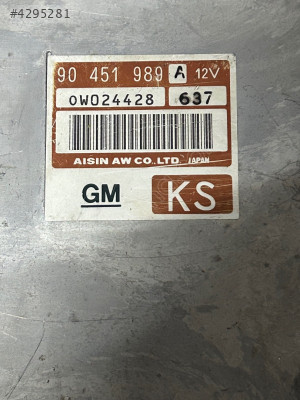 #4295281
90 451 989 A 12V
0W024428 637
AISIN AW CO., LTD JAPAN
GM KS